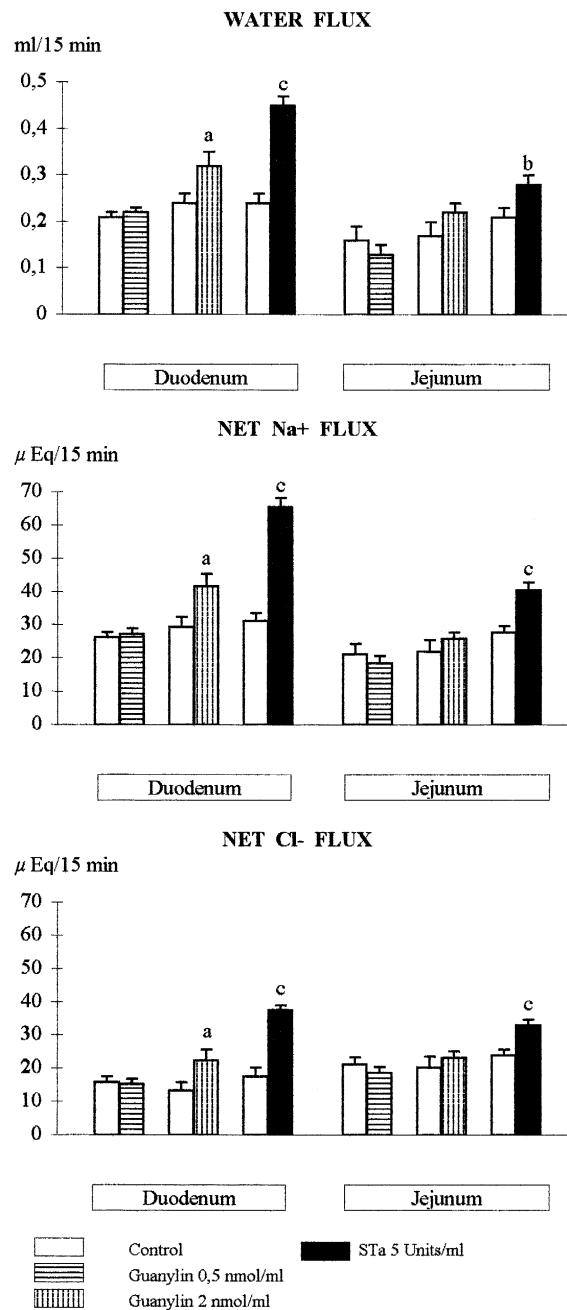 WATER FLUX
ml/15 min
0,5
0,4
0,3
0,2
0,1
0
a
c
b
Duodenum
Jejunum
NET Na+ FLUX
μ Eq/15 min
70
60
50
40
30
20
10
0
a
c
c
Duodenum
Jejunum
NET Cl- FLUX
μ Eq/15 min
70
60
50
40
30
20
10
0
a
c
c
Duodenum
Jejunum
Control
STa 5 Units/ml
Guanylin 0,5 nmol/ml
Guanylin 2 nmol/ml